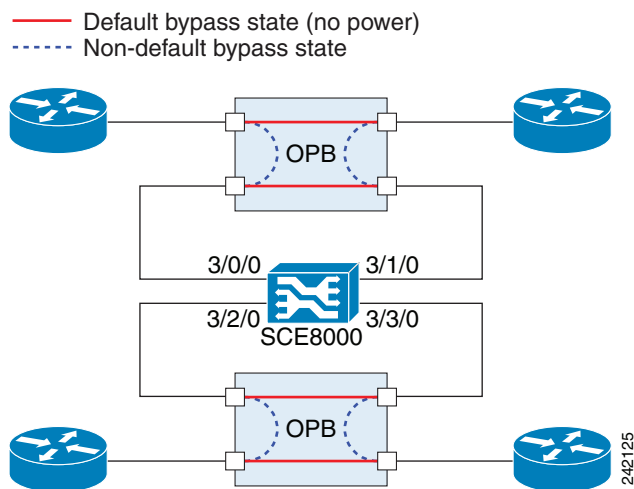 Default bypass state (no power)
Non-default bypass state
OPB
3/0/0 3/1/0
3/2/0 3/3/0
SCE8000
OPB
242125